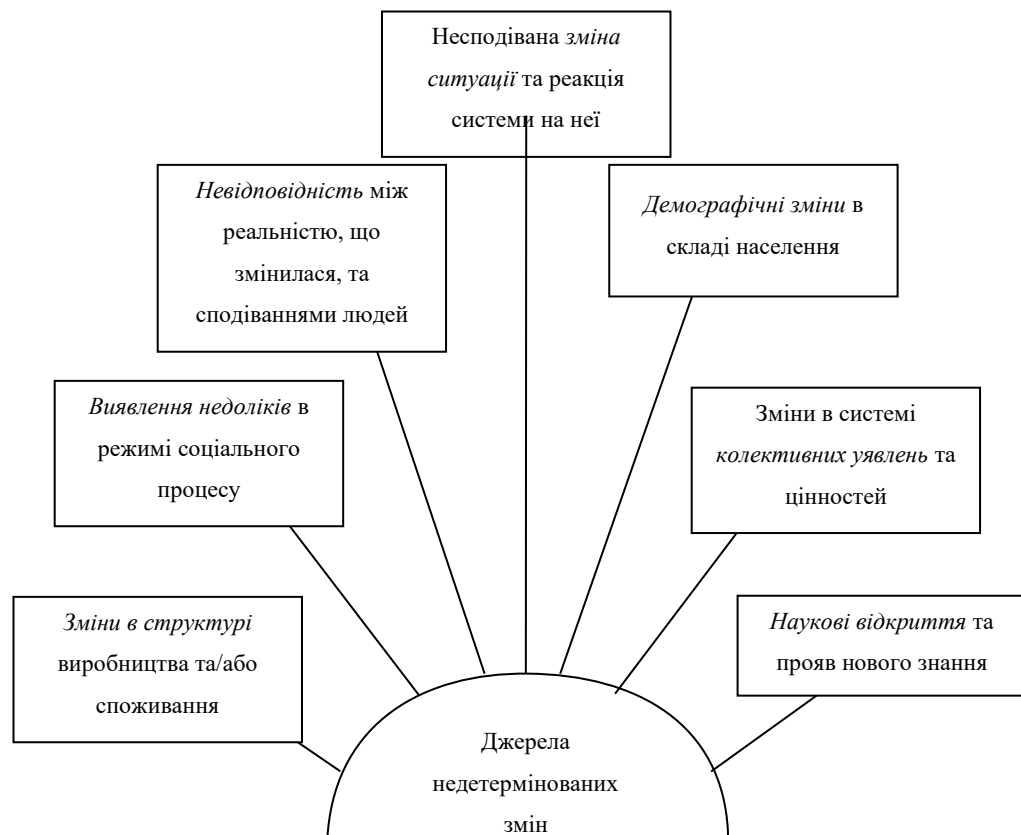 Несподівана зміна
ситуації та реакція
системи на неї
Невідповідність між
реальністю, що
змінилася, та
сподіваннями людей
Демографічні зміни в
складі населення
Виявлення недоліків в
режимі соціального
процесу
Зміни в системі
колективних уявлень та
цінностей
Зміни в структурі
виробництва та/або
споживання
Наукові відкриття та
прояв нового знання
Джерела
недетермінованих
змін